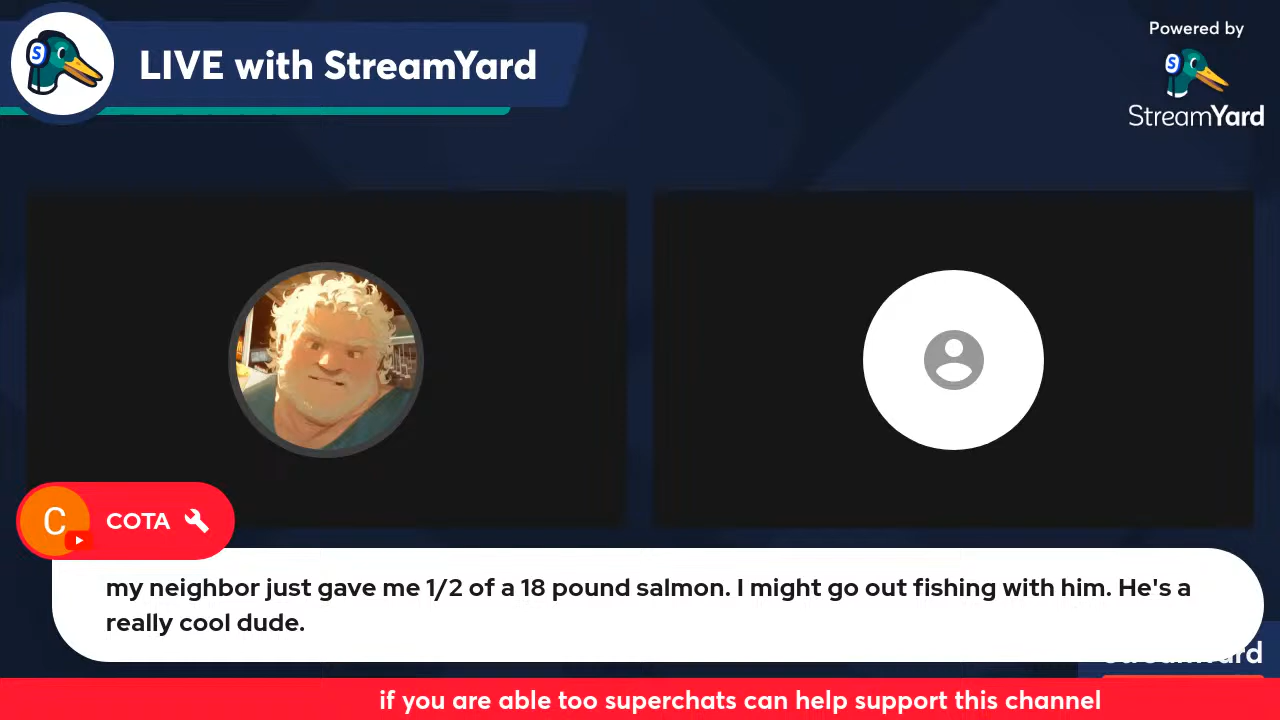 LIVE with StreamYard
Powered by
S
S
StreamYard
C
COTA
my neighbor just gave me 1/2 of a 18 pound salmon. I might go out fishing with him. He's a
really cool dude.
if you are able too superchats can help support this channel